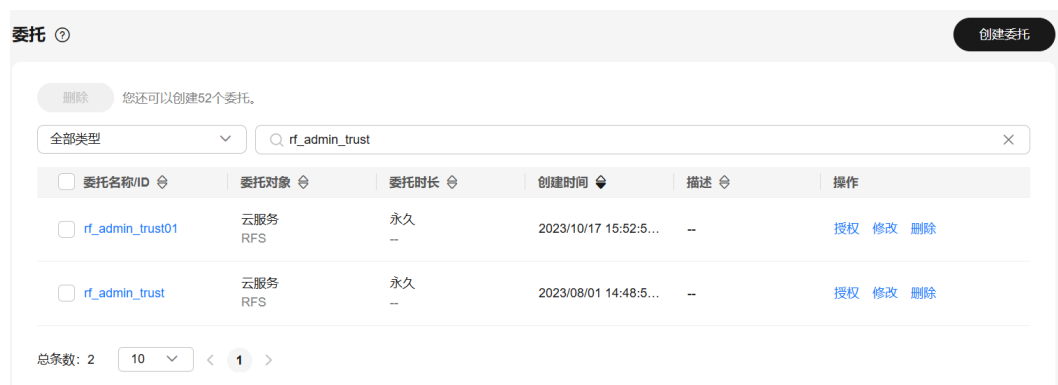 委托
创建委托
删除 您还可以创建52个委托。
全部类型 rf_admin_trust
委托名称/ID 委托对象 委托时长 创建时间 描述 操作
rf_admin_trust01 云服务 RFS 永久 -- 2023/10/17 15:52:5... -- 授权 修改 删除
rf_admin_trust 云服务 RFS 永久 -- 2023/08/01 14:48:5... -- 授权 修改 删除
总条数：2 10 < 1 >